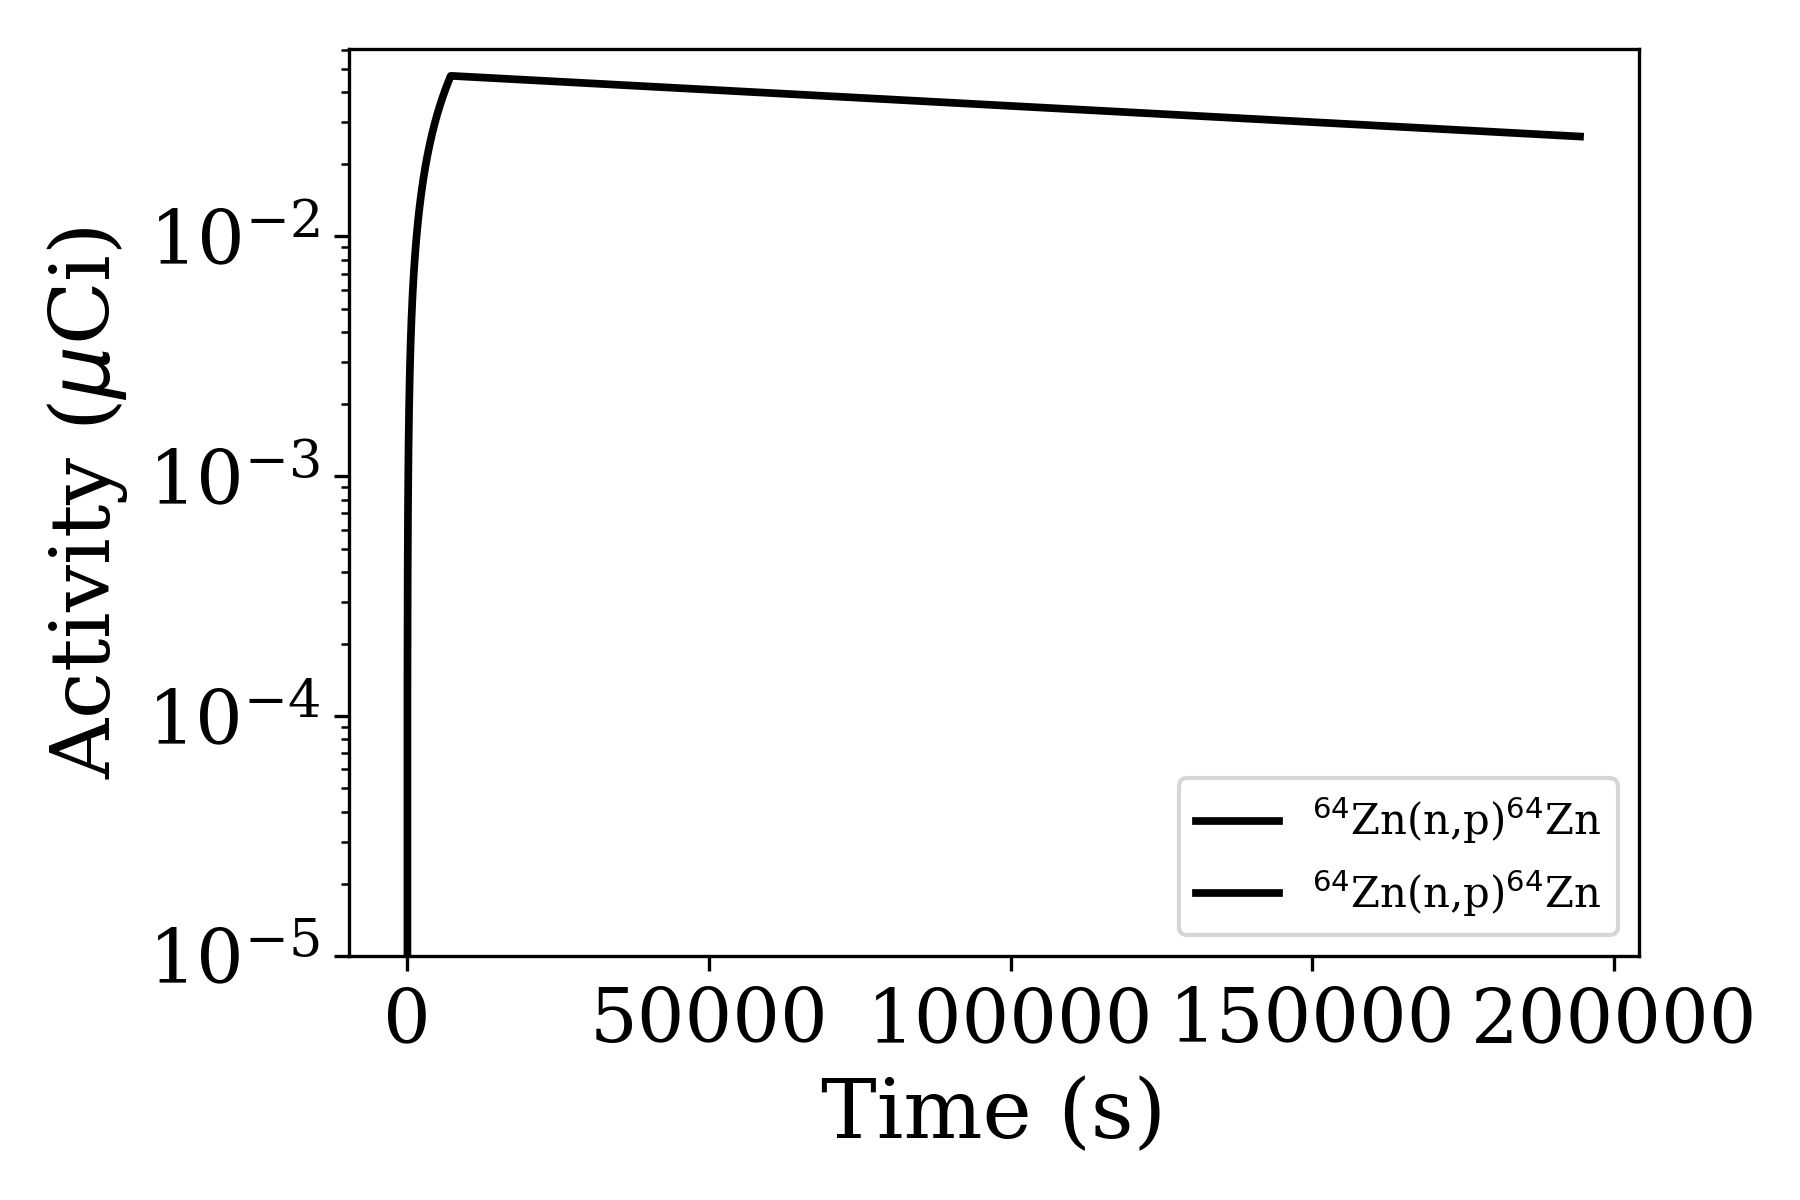 Activity (μCi)
10⁻²
10⁻³
10⁻⁴
10⁻⁵
⁶⁴Zn(n,p)⁶⁴Zn
⁶⁴Zn(n,p)⁶⁴Zn
0 50000 100000 150000 200000
Time (s)